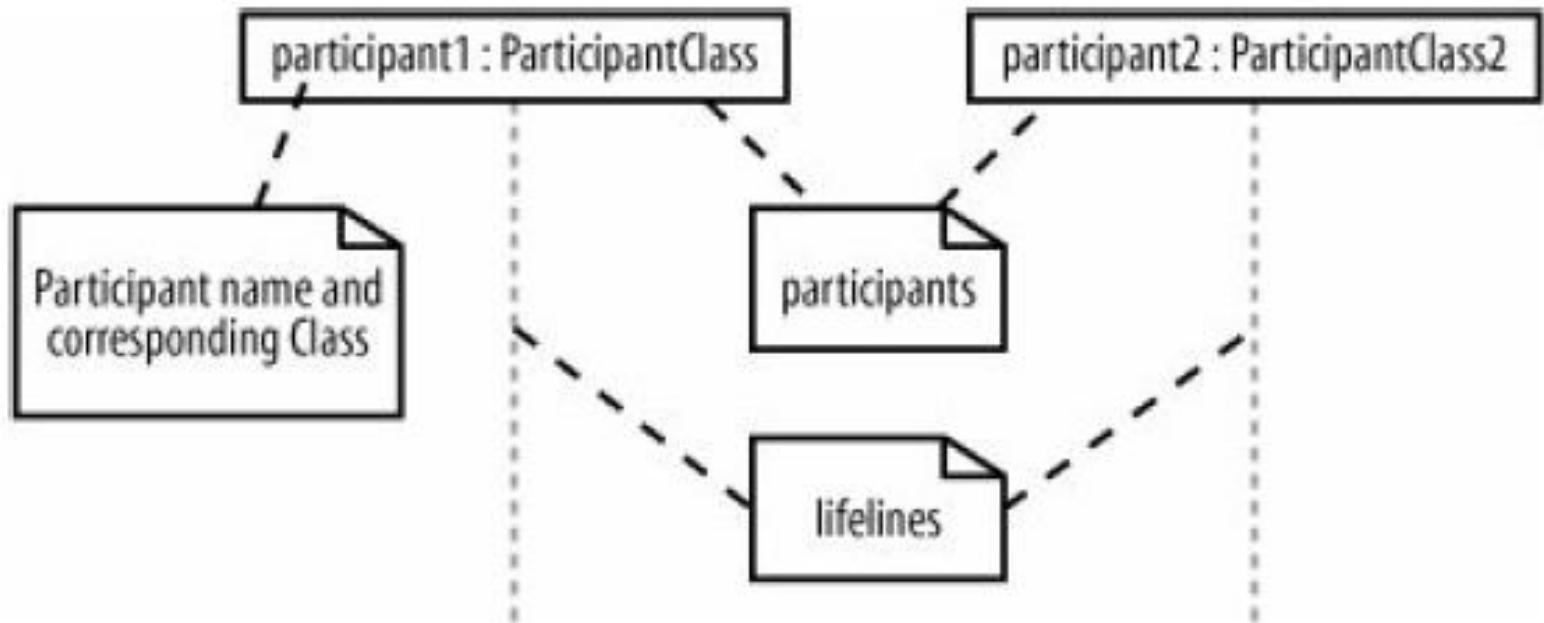 participant1 : ParticipantClass
participant2 : ParticipantClass2
Participant name and
corresponding Class
participants
lifelines